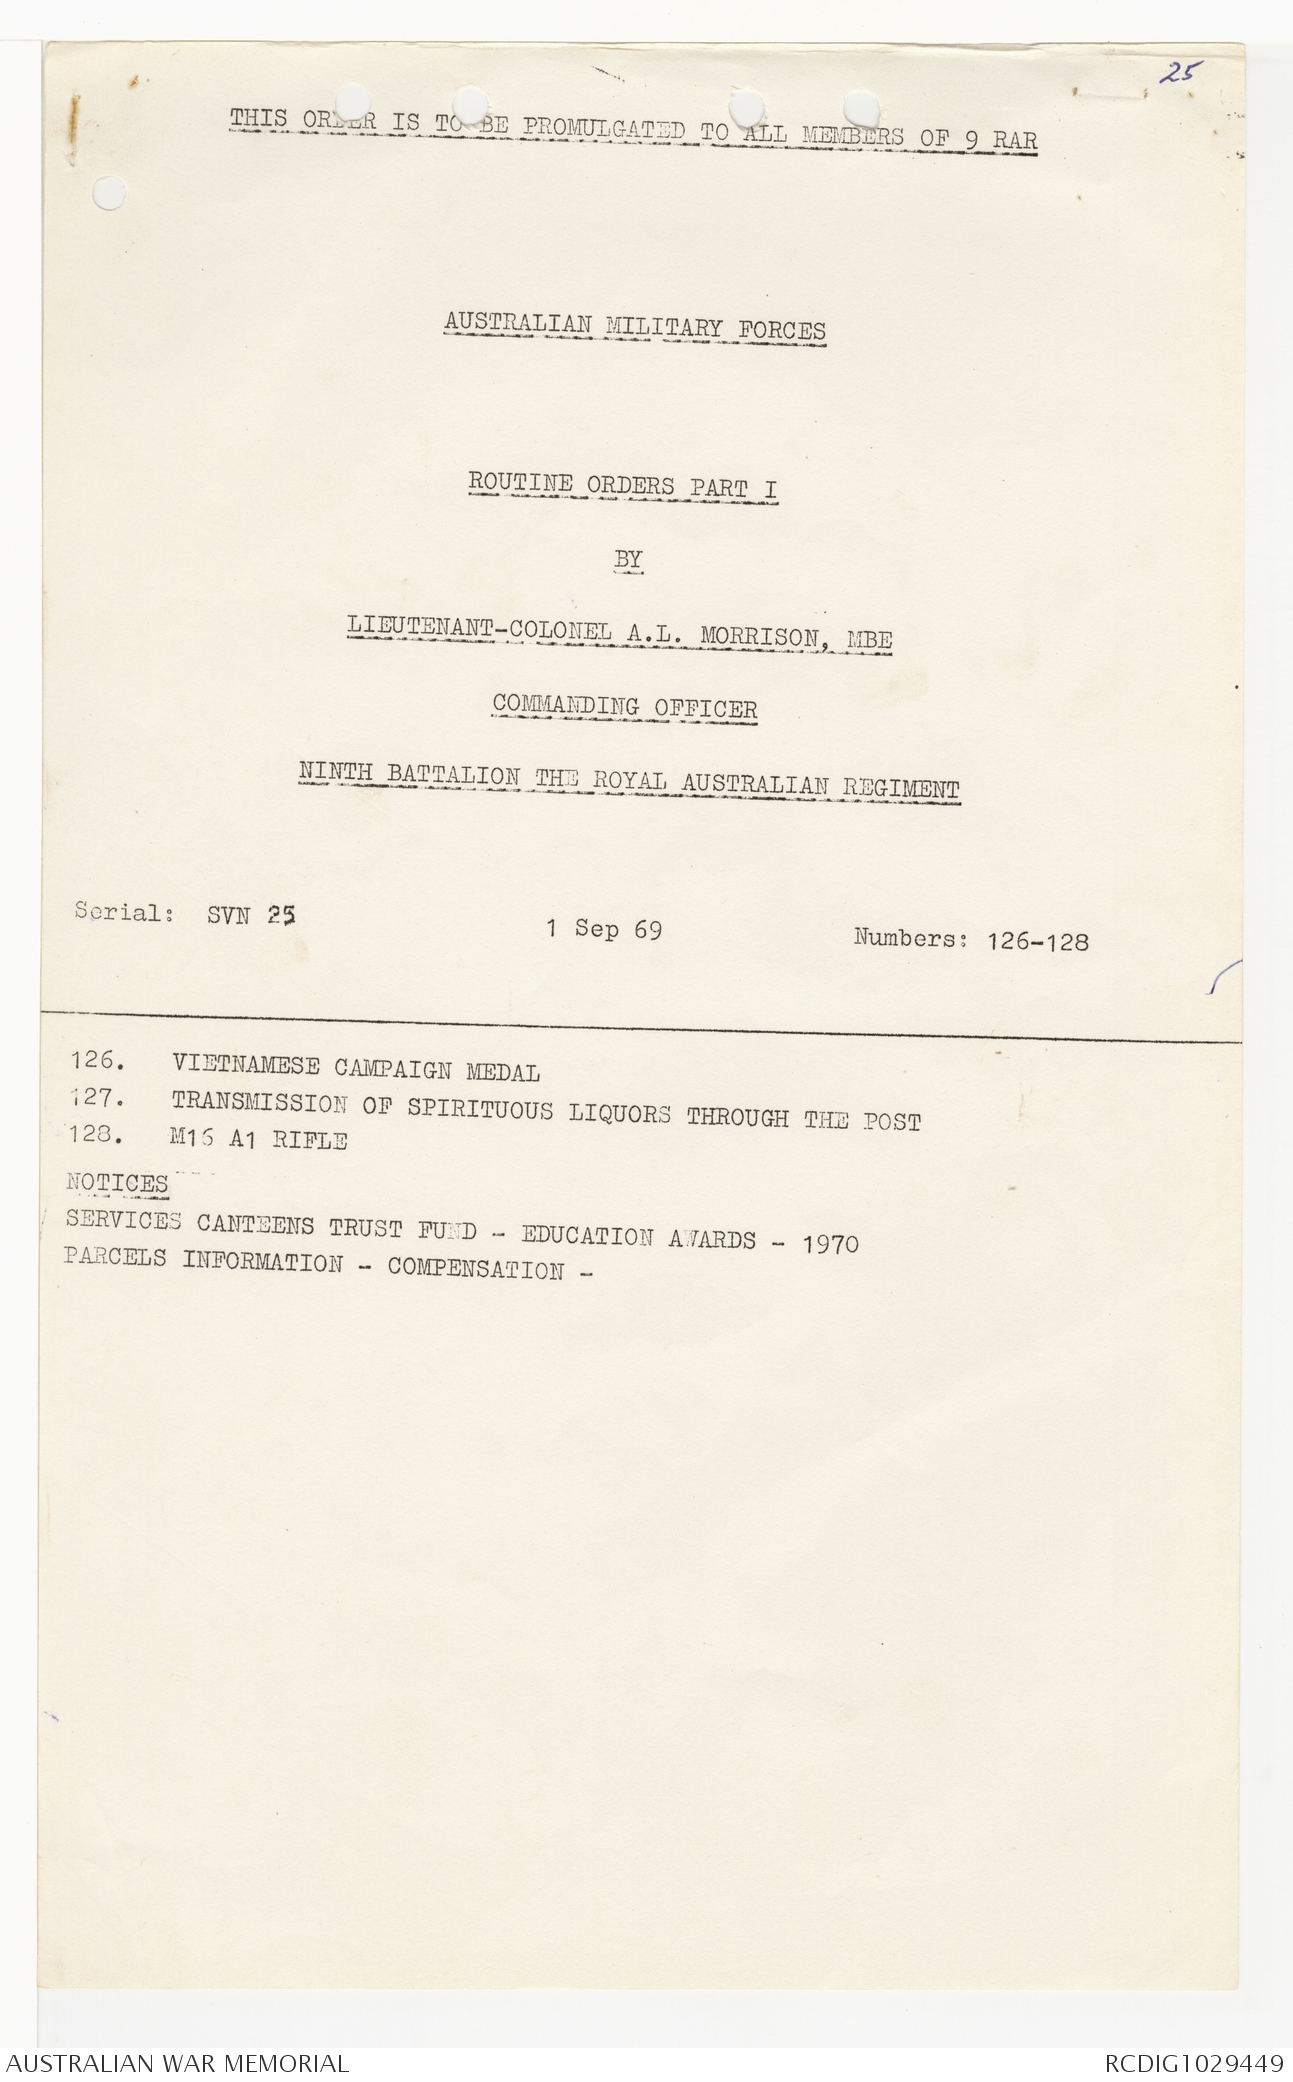 25
THIS ORDER IS TO BE PROMULGATED TO ALL MEMBERS OF 9 RAR
AUSTRALIAN MILITARY FORCES
ROUTINE ORDERS PART I
BY
LIEUTENANT-COLONEL A.L. MORRISON, MBE
COMMANDING OFFICER
NINTH BATTALION THE ROYAL AUSTRALIAN REGIMENT
Serial: SVN 25 1 Sep 69 Numbers: 126-128
126. VIETNAMESE CAMPAIGN MEDAL
127. TRANSMISSION OF SPIRITUOUS LIQUORS THROUGH THE POST
128. M16 A1 RIFLE
NOTICES
SERVICES CANTEENS TRUST FUND - EDUCATION AWARDS - 1970
PARCELS INFORMATION - COMPENSATION -
AUSTRALIAN WAR MEMORIAL RCDIG1029449